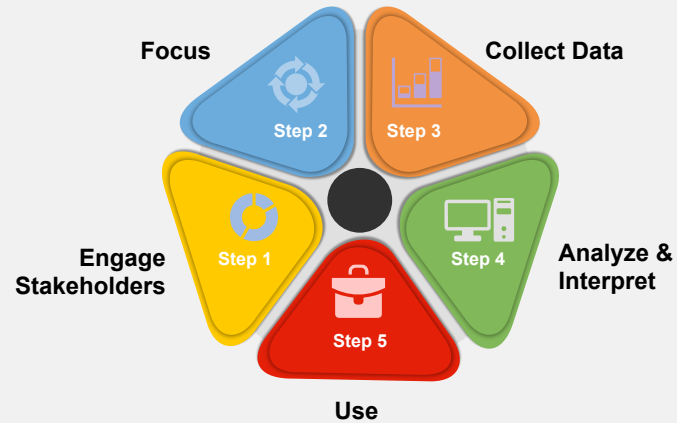 Focus
Collect Data
Step 2
Step 3
Engage
Stakeholders
Step 1
Step 4
Analyze &
Interpret
Step 5
Use